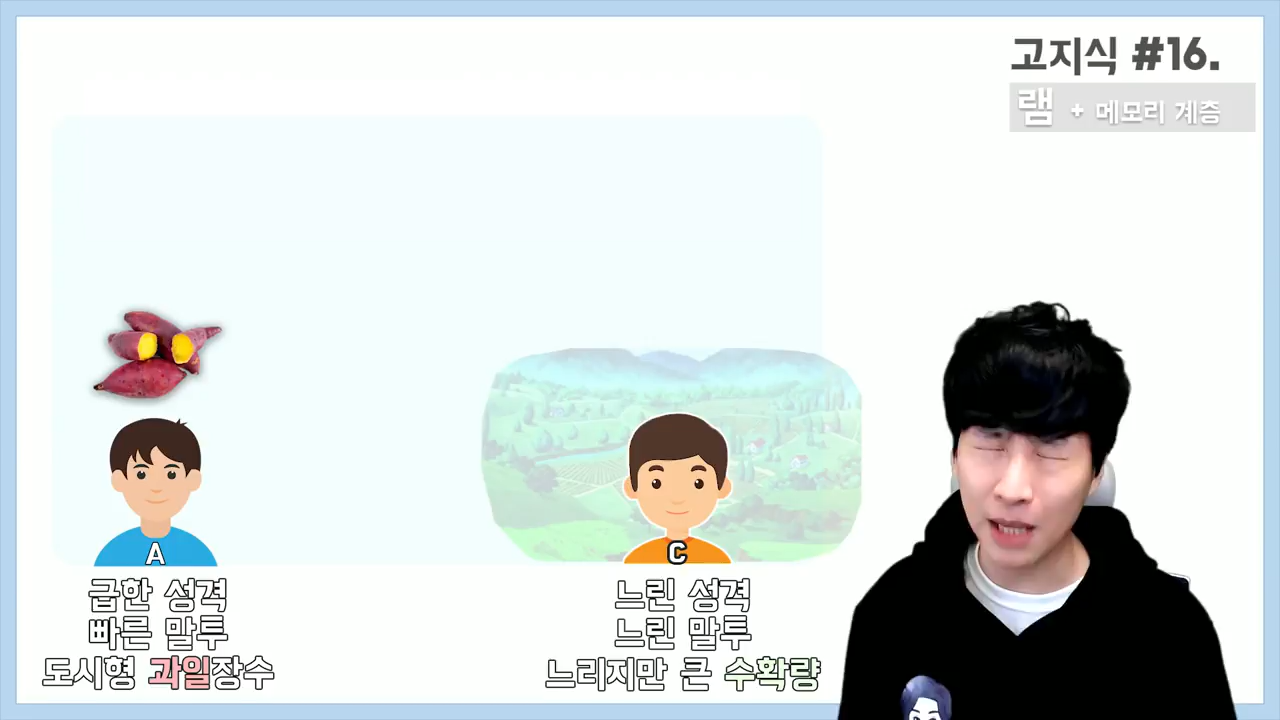 고지식 #16.
램 + 메모리 계층
A
급한 성격
빠른 말투
도시형 과일장수
C
느린 성격
느린 말투
느리지만 큰 수확량